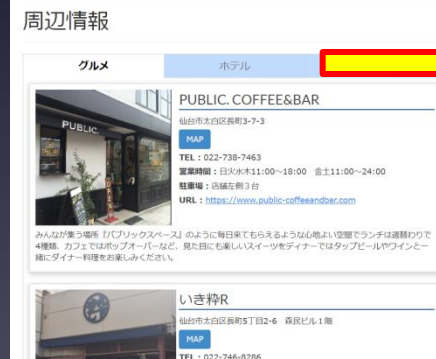 周辺情報
グルメ
ホテル
PUBLIC.
PUBLIC. COFFEE&BAR
仙台市太白区長町3-7-3
MAP
TEL：022-738-7463
営業時間：日火水木11:00～18:00 金土11:00～24:00
駐車場：店舗左側３台
URL：https://www.public-coffeeandbar.com
みんなが集う場所『パブリックスペース』のように毎日来てもらえるような心地よい空間でランチは週替わりで
4種類、カフェではポップオーバーなど、見た目にも楽しいスイーツをディナーではタップビールやワインと一
緒にダイナー料理をお楽しみください。
いき粋R
仙台市太白区長町5丁目2-6 森民ビル１階
MAP
TEL：022-746-8286